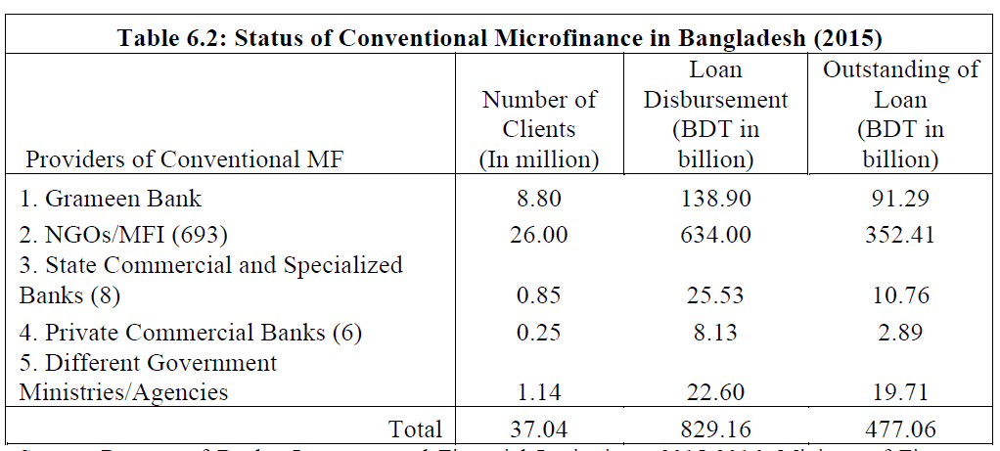 Table 6.2: Status of Conventional Microfinance in Bangladesh (2015)
Providers of Conventional MF
Number of
Clients
(In million)
Loan
Disbursement
(BDT in
billion)
Outstanding of
Loan
(BDT in
billion)
1. Grameen Bank 8.80 138.90 91.29
2. NGOs/MFI (693) 26.00 634.00 352.41
3. State Commercial and Specialized
Banks (8) 0.85 25.53 10.76
4. Private Commercial Banks (6) 0.25 8.13 2.89
5. Different Government
Ministries/Agencies 1.14 22.60 19.71
Total 37.04 829.16 477.06